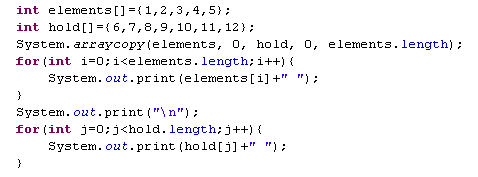 int elements[]={1,2,3,4,5};
int hold[]={6,7,8,9,10,11,12};
System.arraycopy(elements, 0, hold, 0, elements.length);
for(int i=0;i<elements.length;i++){
    System.out.print(elements[i]+" ");
}
System.out.print("\n");
for(int j=0;j<hold.length;j++){
    System.out.print(hold[j]+" ");
}